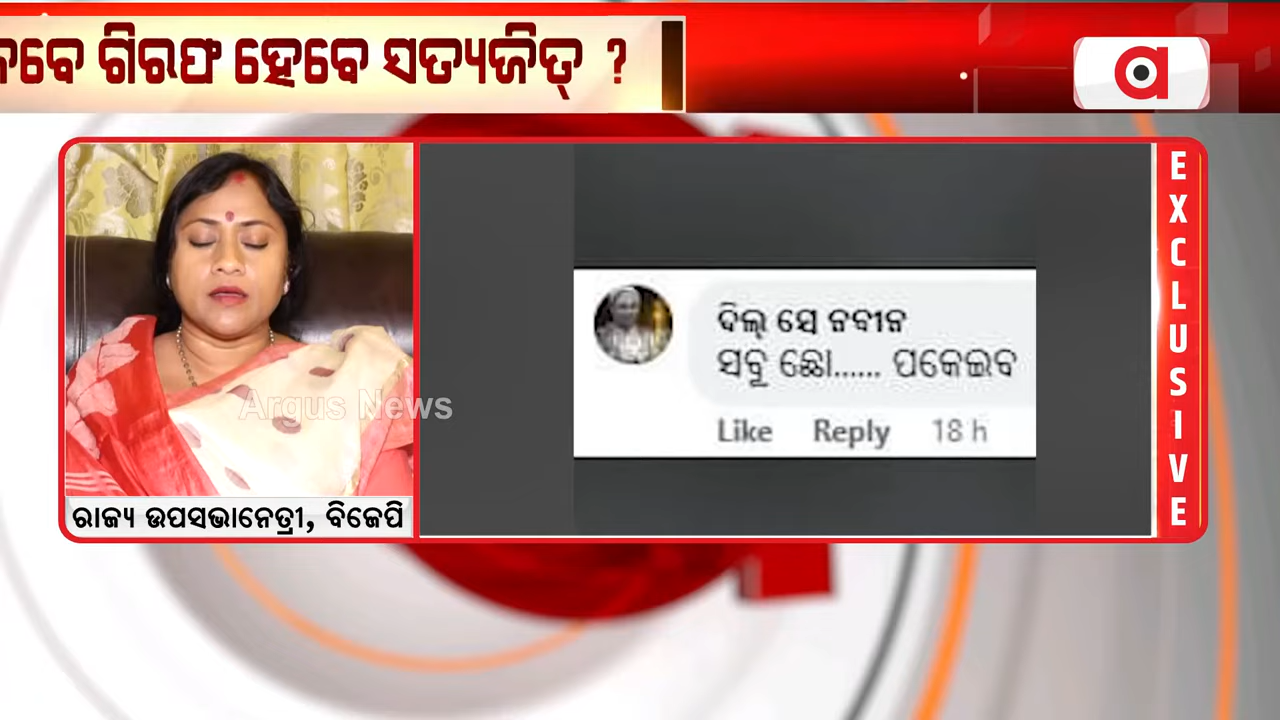 ଗିରଫ ହେବେ ସତ୍ୟଜିତ୍ ?
a
EXCLUSIVE
ଦିଲ୍ ସେ ନବୀନ
ସବୁ ଛୋ...... ପକେଇବ
Like Reply 18 h
Argus News
ରାଜ୍ୟ ଉପସଭାନେତ୍ରୀ, ବିଜେପି